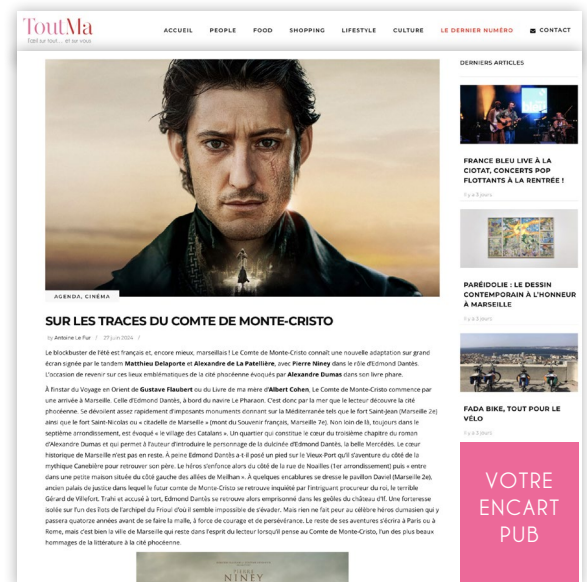 ToutMa
ACCUEIL PEOPLE FOOD SHOPPING LIFESTYLE CULTURE LE DERNIER NUMÉRO CONTACT
DERNIERS ARTICLES
FRANCE BLEU LIVE À LA
CIOTAT, CONCERTS POP
FLOTTANTS À LA RENTRÉE !
Il y a 3 jours
PARÉIDOLIE : LE DESSIN
CONTEMPORAIN À L'HONNEUR
À MARSEILLE
Il y a 3 jours
FADA BIKE, TOUT POUR LE
VÉLO
Il y a 3 jours
VOTRE
ENCART
PUB
AGENDA, CINÉMA
SUR LES TRACES DU COMTE DE MONTE-CRISTO
by Antoine Le Fur / 27 juin 2024 /
Le blockbuster de l'été est français et, encore mieux, marseillais ! Le Comte de Monte-Cristo connaît une nouvelle adaptation sur grand
écran signée par le tandem Matthieu Delaporte et Alexandre de La Patellière, avec Pierre Niney dans le rôle d'Edmond Dantès.
L'occasion de revenir sur ces lieux emblématiques de la cité phocéenne évoqués par Alexandre Dumas dans son livre phare.
À l'instar du Voyage en Orient de Gustave Flaubert ou du Livre de ma mère d'Albert Cohen, Le Comte de Monte-Cristo commence par
une arrivée à Marseille. Celle d'Edmond Dantès, à bord du navire Le Pharaon. C'est donc par la mer que le lecteur découvre la cité
phocéenne. Se dévoilent assez rapidement d'imposants monuments donnant sur la Méditerranée tels que le fort Saint-Jean (Marseille 2e)
ainsi que le fort Saint-Nicolas ou « citadelle de Marseille » (mont du Souvenir français, Marseille 7e). Non loin de là, toujours dans le
septième arrondissement, est évoqué « le village des Catalans ». Un quartier qui constitue le cœur du troisième chapitre du roman
d'Alexandre Dumas et qui permet à l'auteur d'introduire le personnage de la dulcinée d'Edmond Dantès, la belle Mercédès. Le cœur
historique de Marseille n'est pas en reste. À peine Edmond Dantès a-t-il posé un pied sur le Vieux-Port qu'il s'aventure du côté de la
mythique Canebière pour retrouver son père. Le héros s'enfonce alors du côté de la rue de Noailles (1er arrondissement) puis « entre
dans une petite maison située du côté gauche des allées de Meilhan ». À quelques encablures se dresse le pavillon Daviel (Marseille 2e),
ancien palais de justice dans lequel le futur comte de Monte-Cristo se retrouve inquiété par l'intriguant procureur du roi, le terrible
Gérard de Villefort. Trahi et accusé à tort, Edmond Dantès se retrouve alors emprisonné dans les geôles du château d'If. Une forteresse
isolée sur l'un des îlots de l'archipel du Frioul d'où il semble impossible de s'évader. Mais rien ne fait peur au célèbre héros dumasien qui y
passera quatorze années avant de se faire la malle, à force de courage et de persévérance. Le reste de ses aventures s'écrira à Paris ou à
Rome, mais c'est bien la ville de Marseille qui reste dans l'esprit du lecteur lorsqu'il pense au Comte de Monte-Cristo, l'un des plus beaux
hommages de la littérature à la cité phocéenne.
PIERRE
NINEY